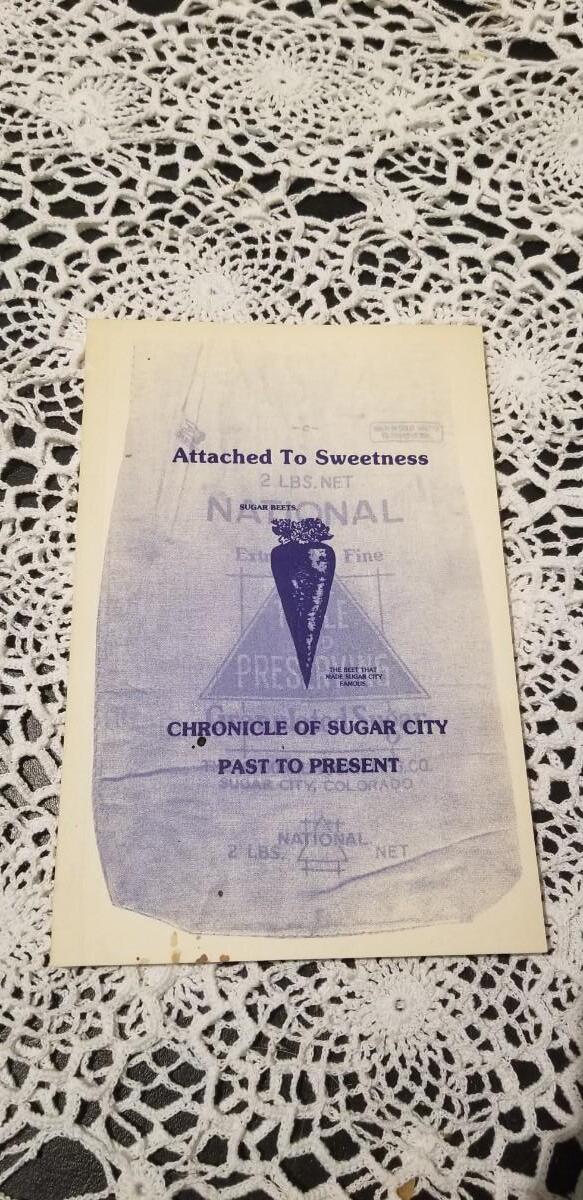 Attached To Sweetness
2 LBS. NET
NATIONAL
SUGAR BEETS.
Fine
THE BEET THAT
MADE SUGAR CITY
FAMOUS.
CHRONICLE OF SUGAR CITY
PAST TO PRESENT
CO.
SUGAR CITY, COLORADO
NATIONAL
2 LBS. NET